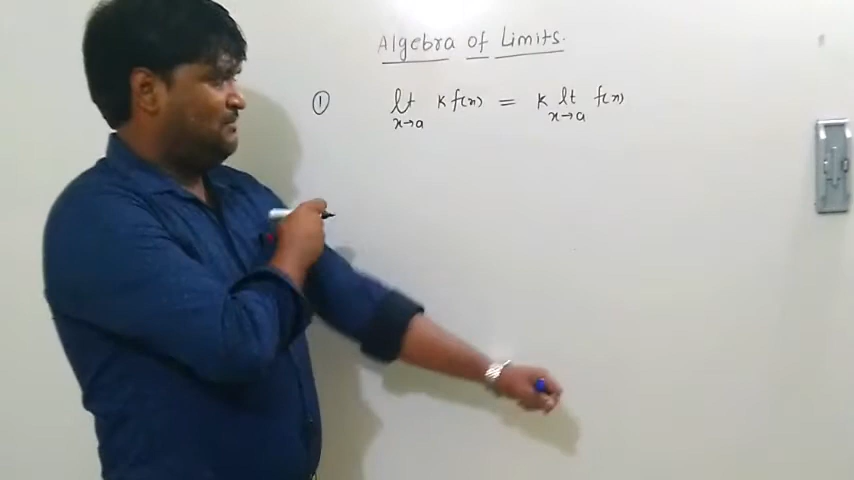 Algebra of Limits.
① lt x→a K f(x) = K lt x→a f(x)